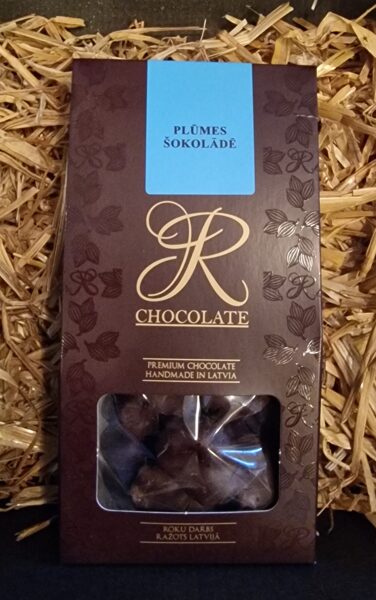 PLŪMES
ŠOKOLĀDĒ
R
CHOCOLATE
PREMIUM CHOCOLATE
HANDMADE IN LATVIA
ROKU DARBS
RAŽOTS LATVIJĀ